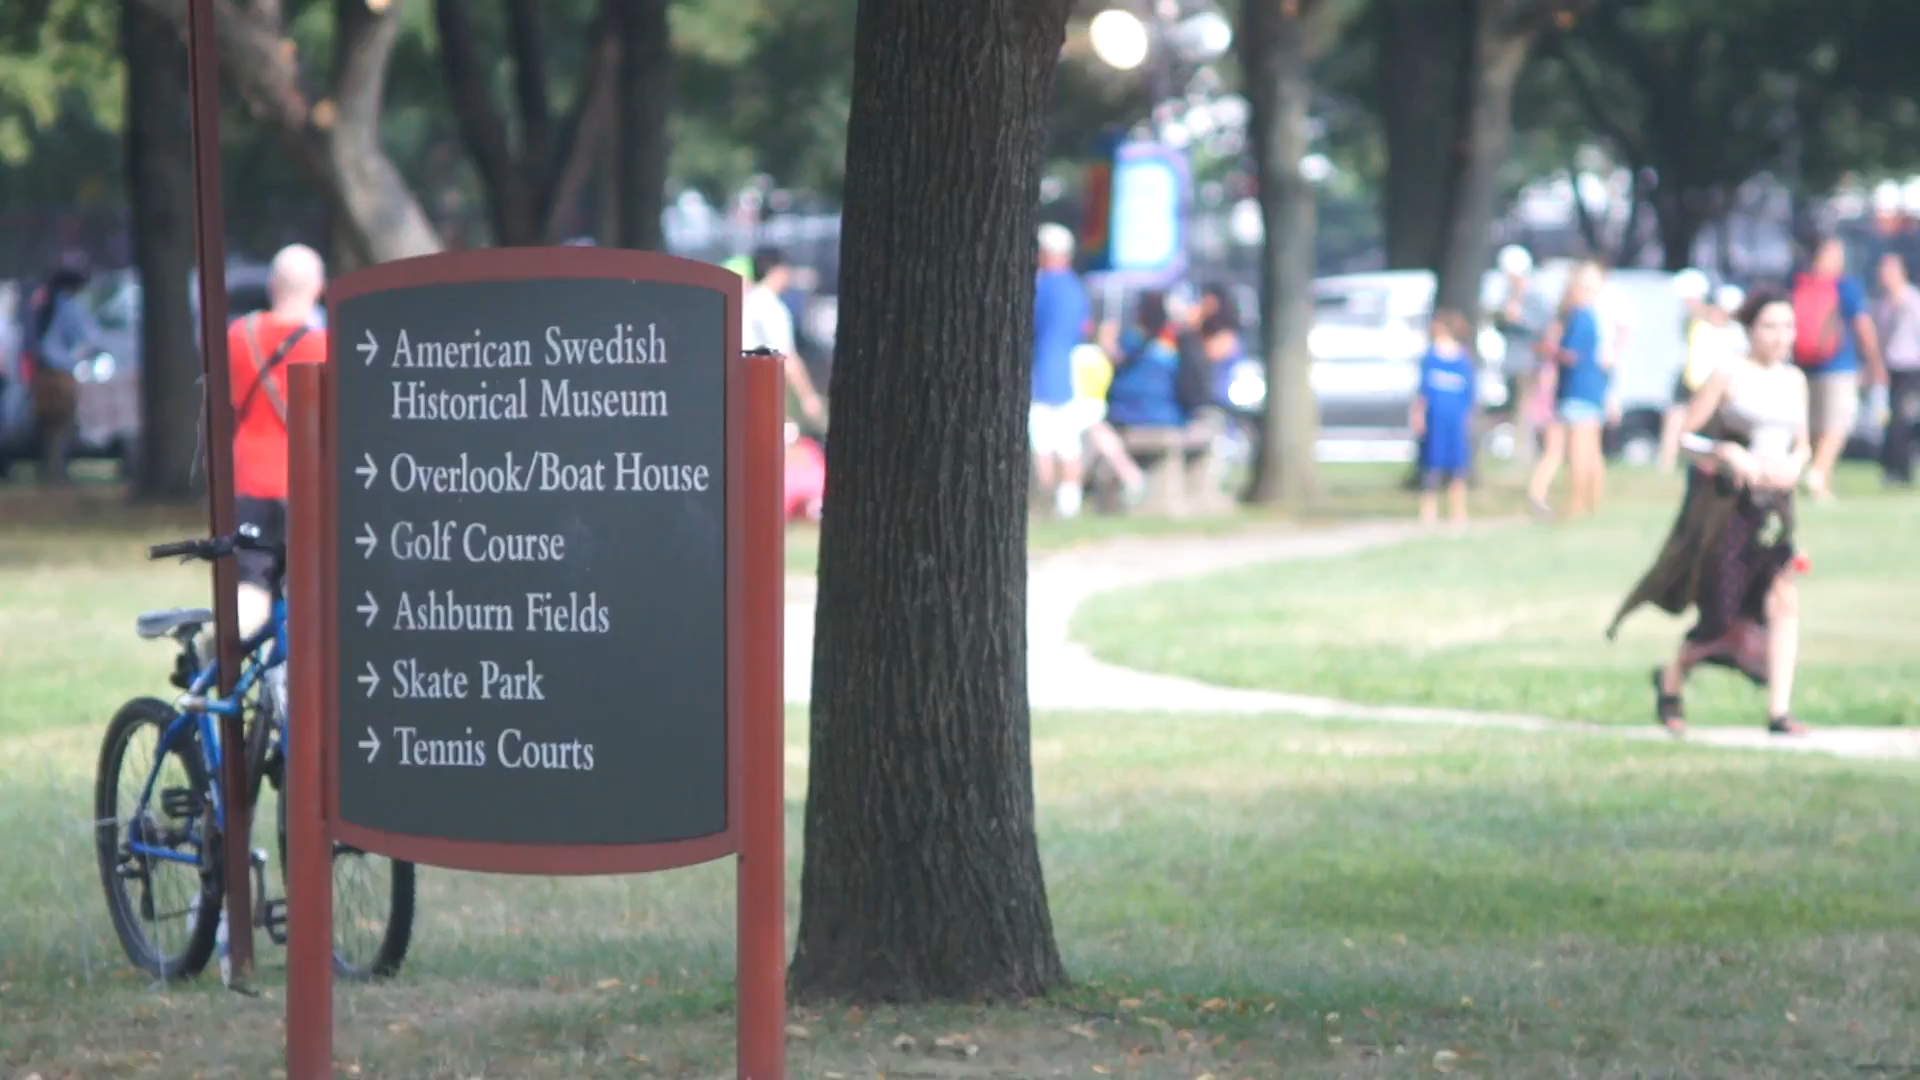 → American Swedish
Historical Museum
→ Overlook/Boat House
→ Golf Course
→ Ashburn Fields
→ Skate Park
→ Tennis Courts